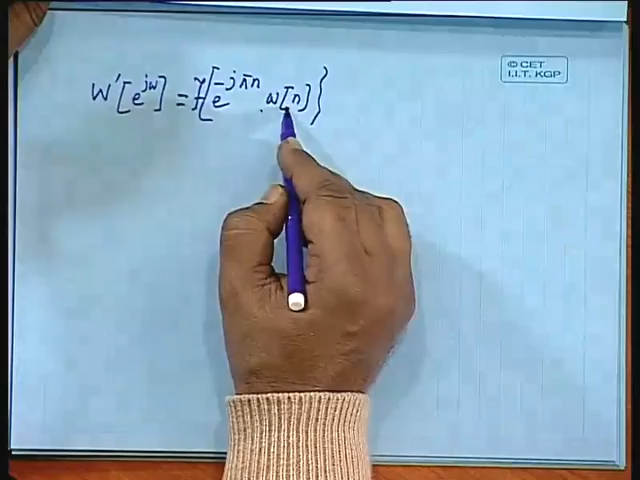 W'[e^{jω}] = F{e^{-jπn} . ω[n]}
© CET
I.I.T. KGP